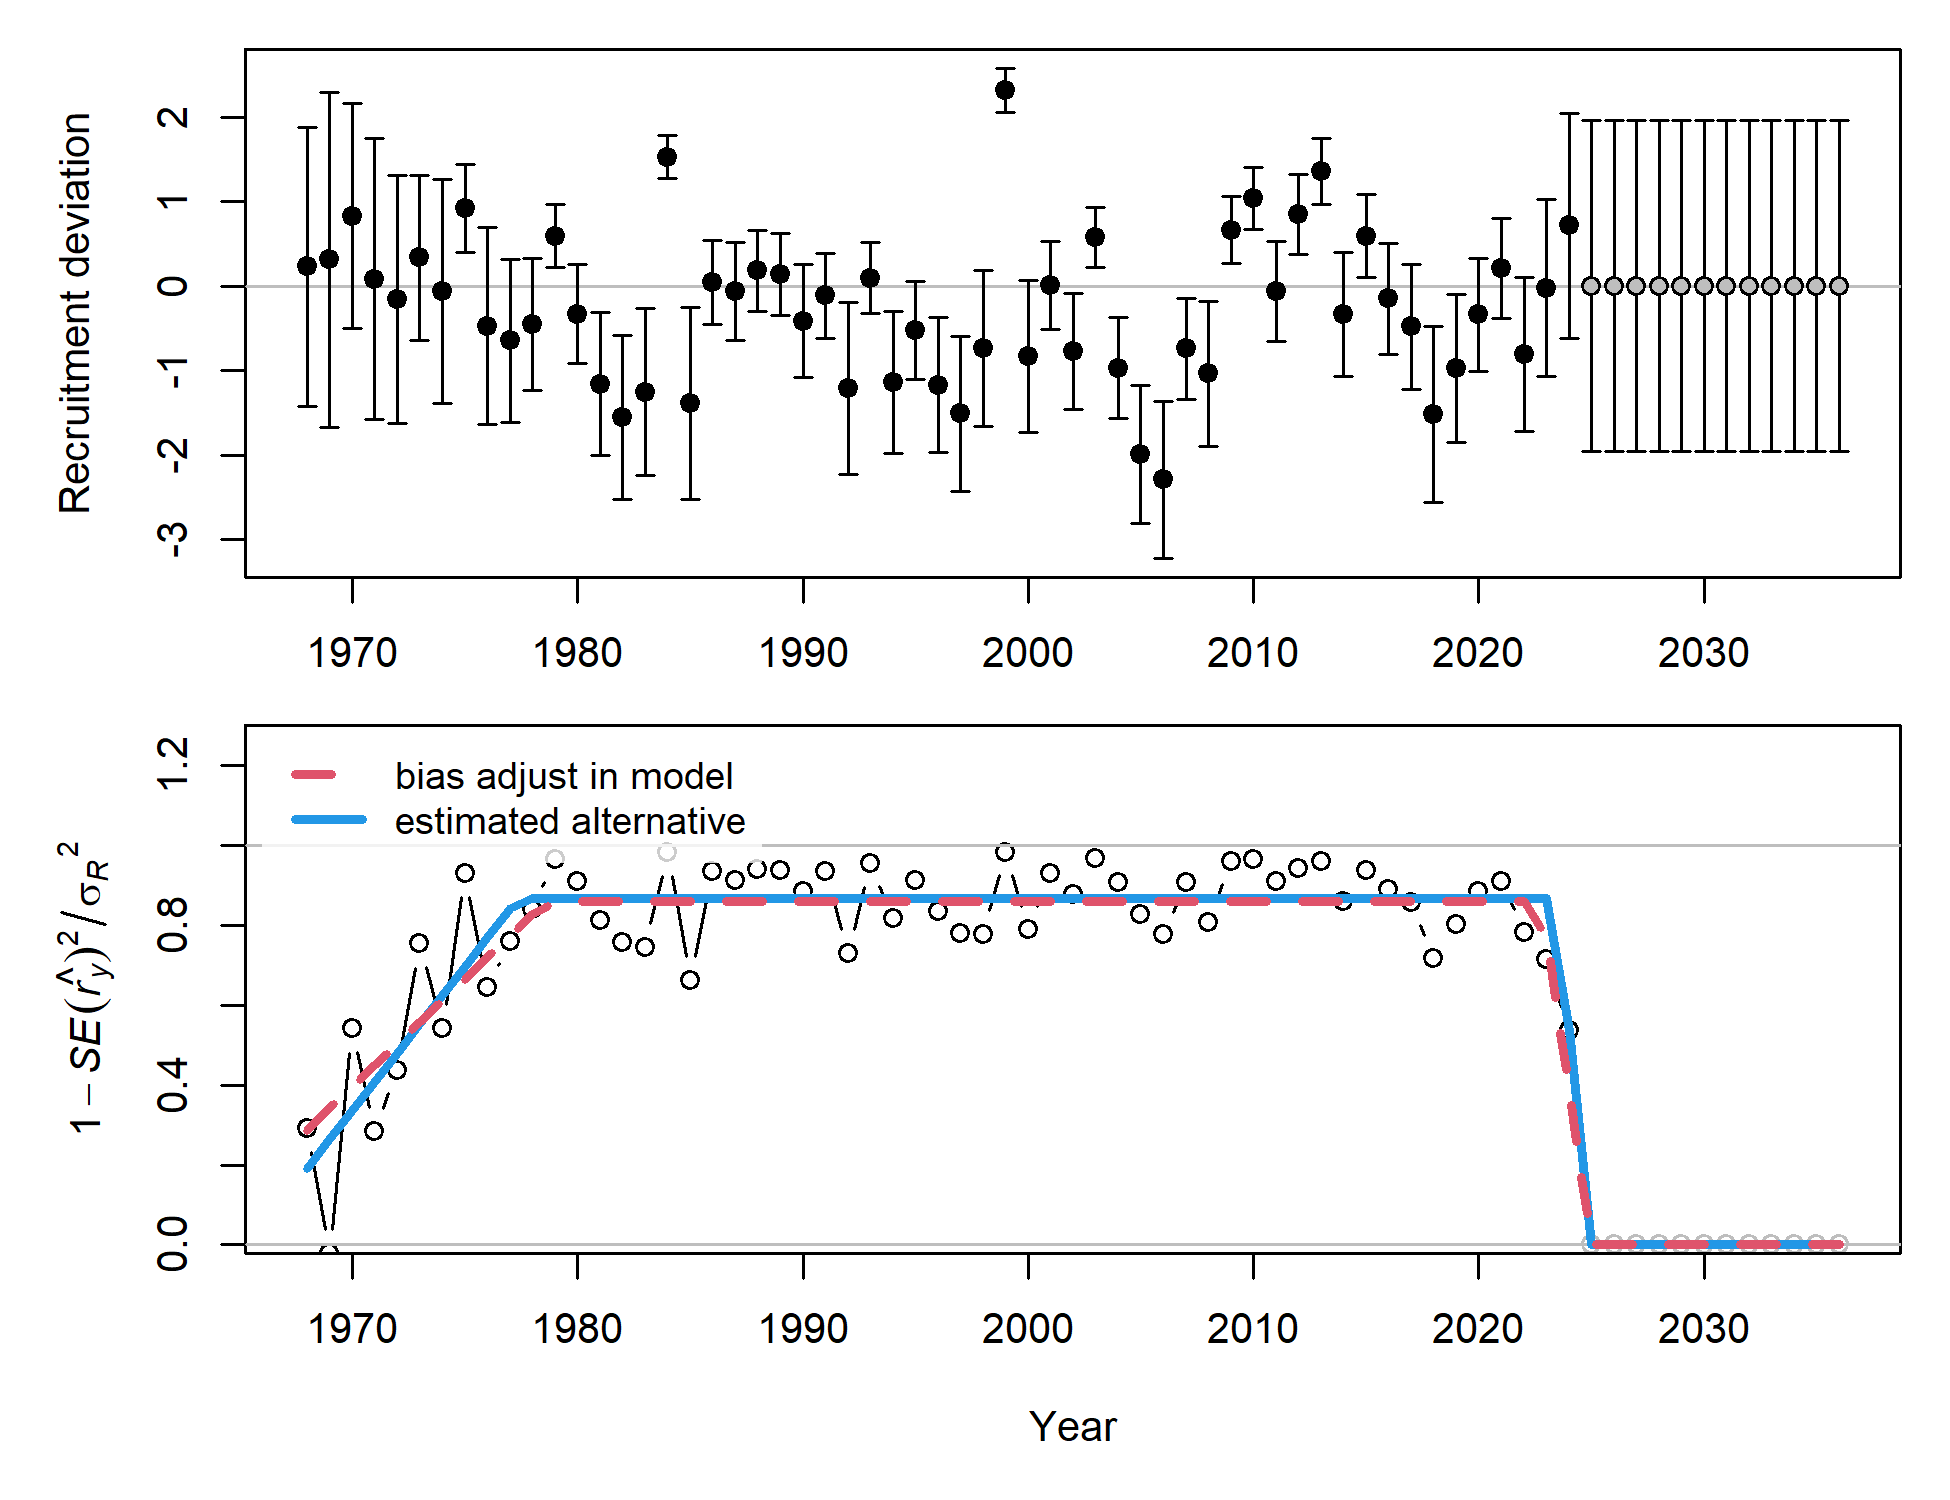 Recruitment deviation
2
1
0
-1
-2
-3
1970 1980 1990 2000 2010 2020 2030
bias adjust in model
estimated alternative
1 − SE(r̂_y)² / σ_R²
1.2
0.8
0.4
0.0
1970 1980 1990 2000 2010 2020 2030
Year